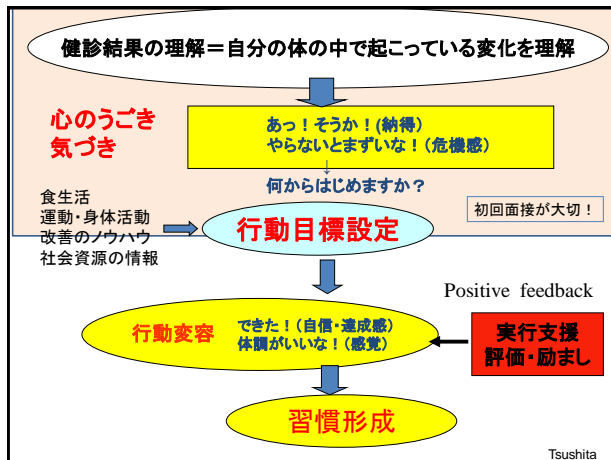 健診結果の理解＝自分の体の中で起こっている変化を理解
心のうごき
気づき
あっ！そうか！(納得)
やらないとまずいな！（危機感）
何からはじめますか？
食生活
運動・身体活動
改善のノウハウ
社会資源の情報
行動目標設定
初回面接が大切！
Positive feedback
行動変容
できた！（自信・達成感）
体調がいいな！（感覚）
実行支援
評価・励まし
習慣形成
Tsushita